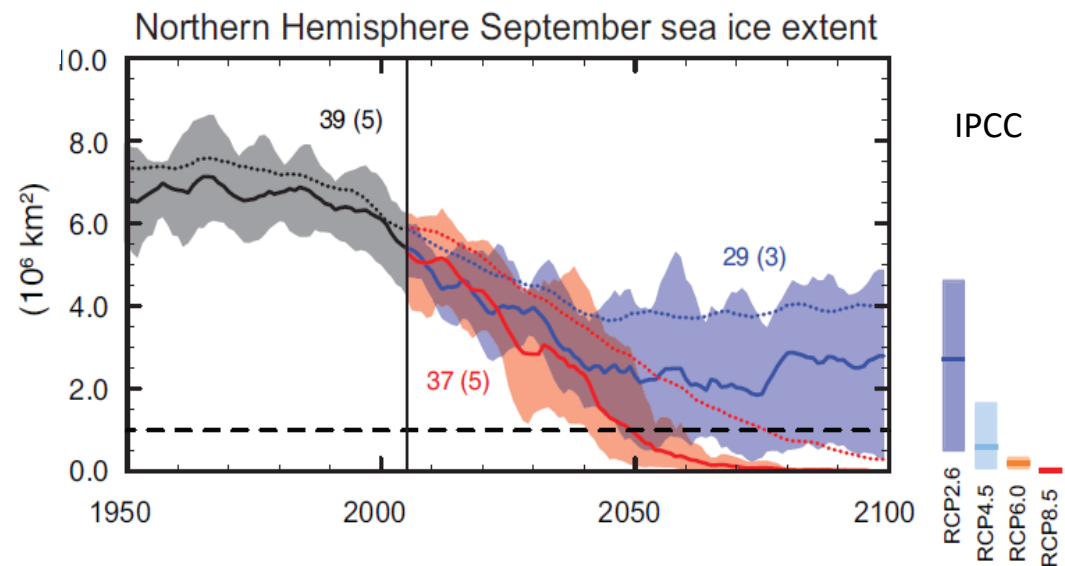 Northern Hemisphere September sea ice extent
10.0
8.0
6.0
4.0
2.0
0.0
(10⁶ km²)
39 (5)
29 (3)
37 (5)
1950
2000
2050
2100
IPCC
RCP2.6
RCP4.5
RCP6.0
RCP8.5